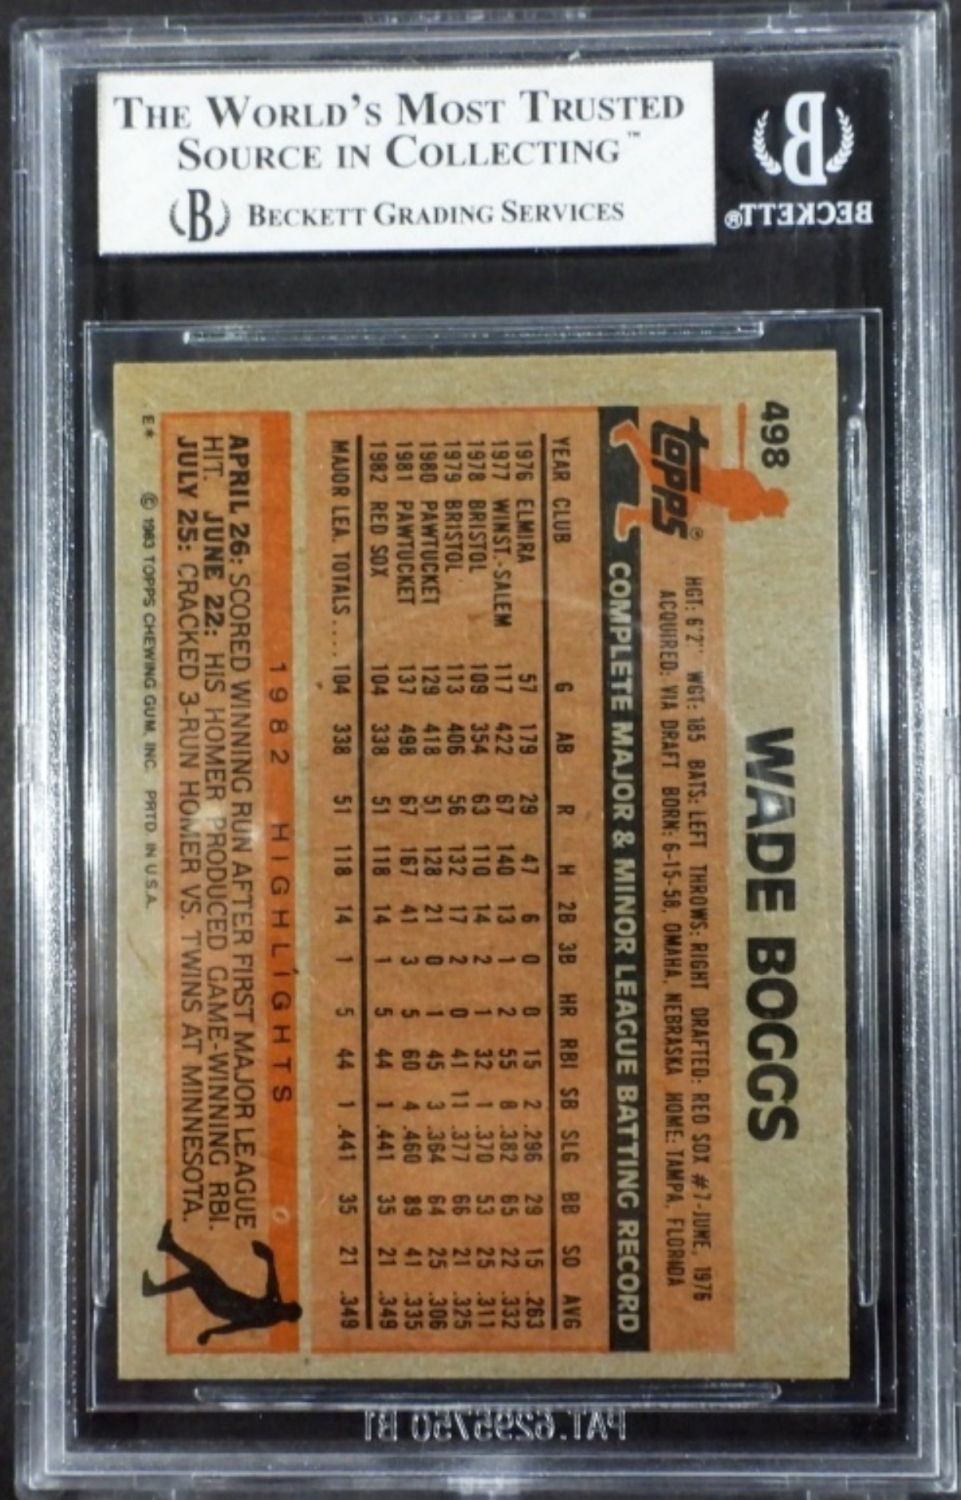 THE WORLD'S MOST TRUSTED
SOURCE IN COLLECTING™
B BECKETT GRADING SERVICES
B
BECKETT®
498
WADE BOGGS
topps®
HGT: 6'2" WGT: 185 BATS: LEFT THROWS: RIGHT DRAFTED: RED SOX #7-JUNE, 1976
ACQUIRED: VIA DRAFT BORN: 6-15-58, OMAHA, NEBRASKA HOME: TAMPA, FLORIDA
COMPLETE MAJOR & MINOR LEAGUE BATTING RECORD
YEAR CLUB G AB R H 2B 3B HR RBI SB SLG BB SO AVG
1976 ELMIRA 57 179 29 47 6 0 0 15 2 .296 29 15 .263
1977 WINST.-SALEM 117 422 67 140 13 1 2 55 8 .382 65 22 .332
1978 BRISTOL 109 354 63 110 14 2 1 32 1 .370 53 25 .311
1979 BRISTOL 113 406 56 132 17 2 0 41 11 .377 66 21 .325
1980 PAWTUCKET 129 418 51 128 21 0 1 45 3 .364 64 25 .306
1981 PAWTUCKET 137 498 67 167 41 3 5 60 4 .460 89 41 .335
1982 RED SOX 104 338 51 118 14 1 5 44 1 .441 35 21 .349
MAJOR LEA. TOTALS.... 104 338 51 118 14 1 5 44 1 .441 35 21 .349
1982 HIGHLIGHTS
APRIL 26: SCORED WINNING RUN AFTER FIRST MAJOR LEAGUE
HIT. JUNE 22: HIS HOMER PRODUCED GAME-WINNING RBI.
JULY 25: CRACKED 3-RUN HOMER VS. TWINS AT MINNESOTA.
E* © 1983 TOPPS CHEWING GUM, INC. PRTD. IN U.S.A.
PAT.6295750 B1